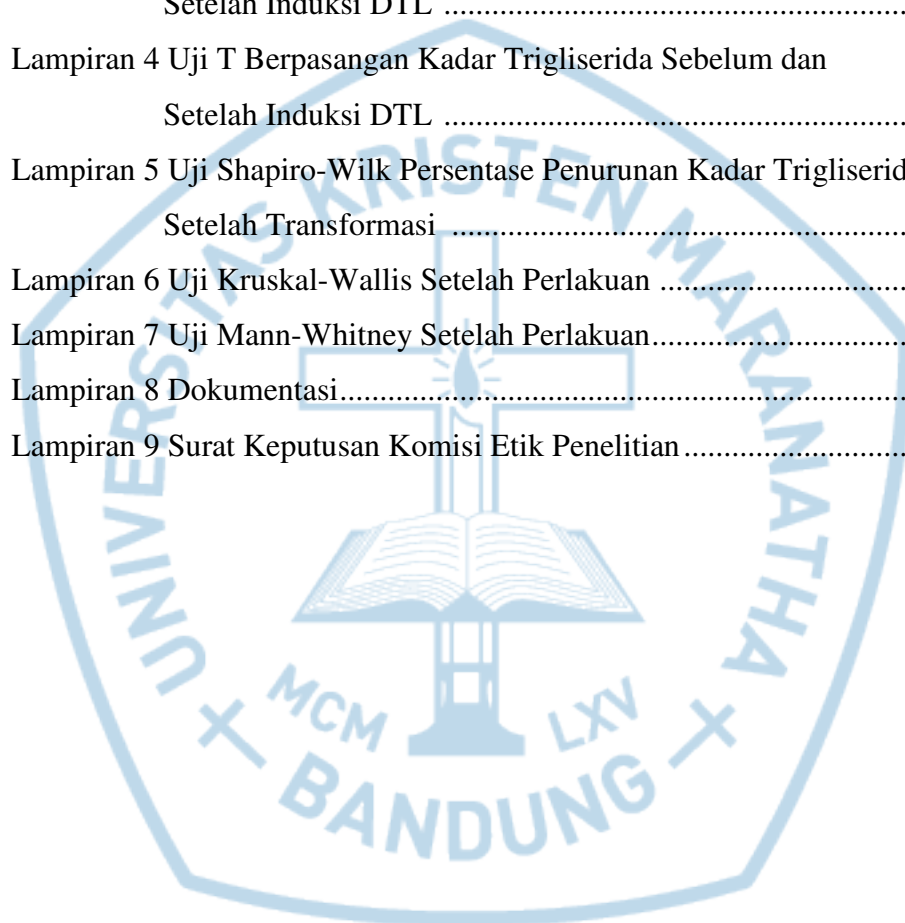 Setelah Induksi DTL ..........................................................
Lampiran 4 Uji T Berpasangan Kadar Trigliserida Sebelum dan
Setelah Induksi DTL ..........................................................
Lampiran 5 Uji Shapiro-Wilk Persentase Penurunan Kadar Trigliserid
Setelah Transformasi .........................................................
Lampiran 6 Uji Kruskal-Wallis Setelah Perlakuan ...............................
Lampiran 7 Uji Mann-Whitney Setelah Perlakuan................................
Lampiran 8 Dokumentasi.......................................................................
Lampiran 9 Surat Keputusan Komisi Etik Penelitian............................
UNIVERSITAS KRISTEN MARANATHA
MCM LXV
BANDUNG